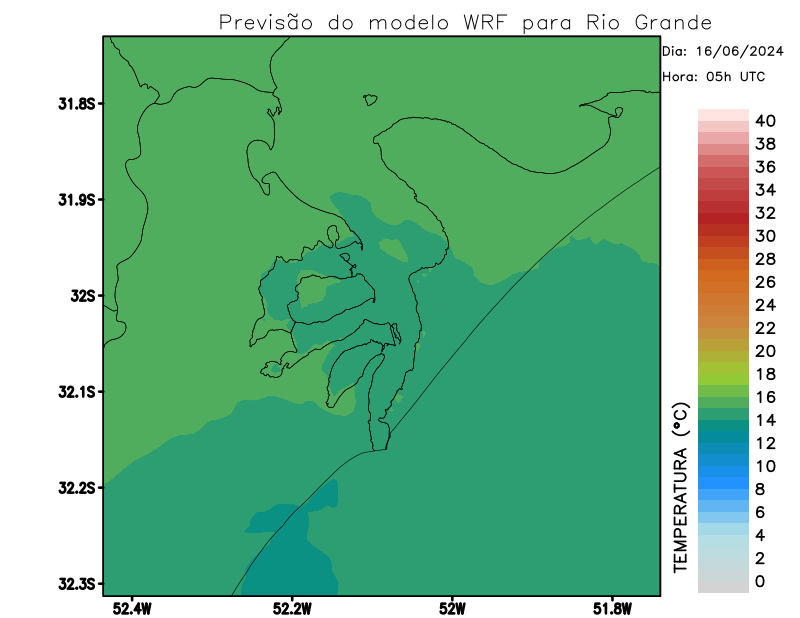 Previsão do modelo WRF para Rio Grande
Dia: 16/06/2024
Hora: 05h UTC
31.8S
31.9S
32S
32.1S
32.2S
32.3S
52.4W
52.2W
52W
51.8W
TEMPERATURA (°C)
40
38
36
34
32
30
28
26
24
22
20
18
16
14
12
10
8
6
4
2
0